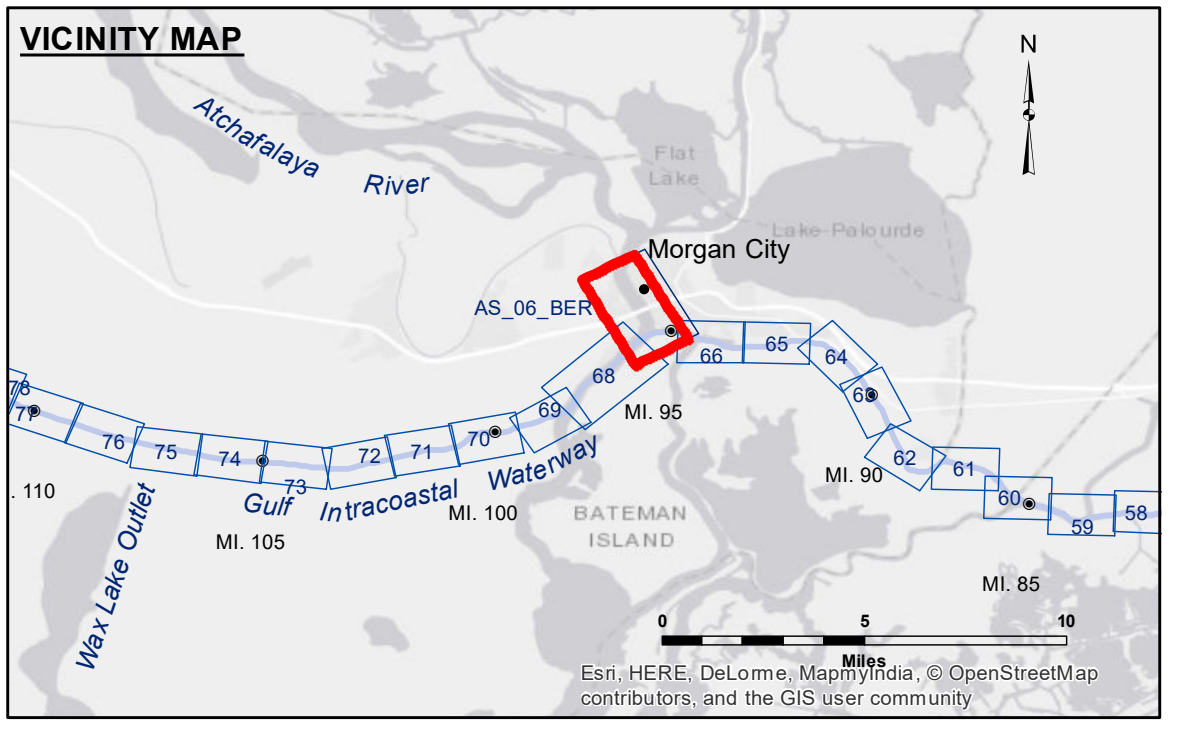 VICINITY MAP
N
Atchafalaya
River
Flat
Lake
Lake Palourde
Morgan City
AS_06_BER
66
65
64
63
62
61
60
59
58
68
69
70
71
72
73
74
75
76
77
78
MI. 95
MI. 90
MI. 85
MI. 100
MI. 105
. 110
Gulf Intracoastal Waterway
Wax Lake Outlet
BATEMAN
ISLAND
0 5 10
Miles
Esri, HERE, DeLorme, MapmyIndia, © OpenStreetMap
contributors, and the GIS user community